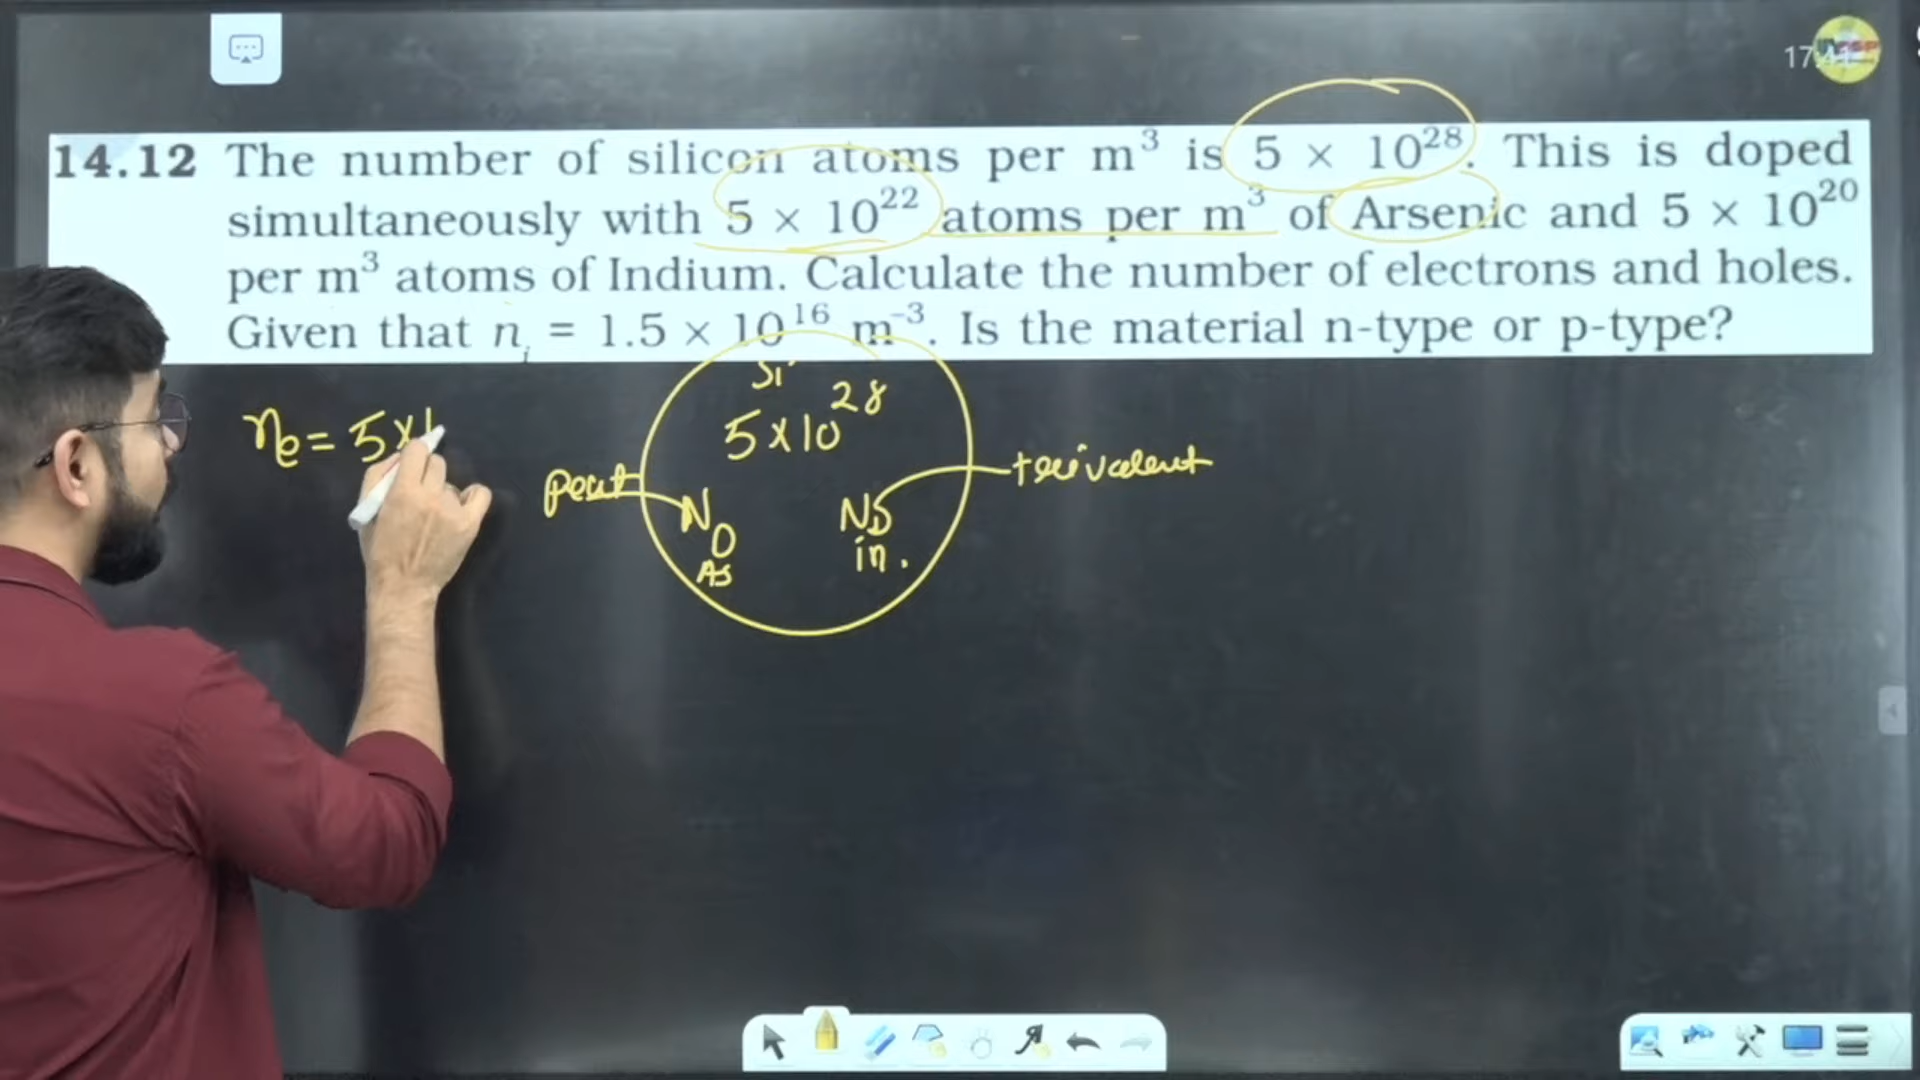 14.12 The number of silicon atoms per m³ is 5 × 10²⁸. This is doped
simultaneously with 5 × 10²² atoms per m³ of Arsenic and 5 × 10²⁰
per m³ atoms of Indium. Calculate the number of electrons and holes.
Given that nᵢ = 1.5 × 10¹⁶ m⁻³. Is the material n-type or p-type?
Si
5×10²⁸
nₑ = 5×1
pent
N_D
As
in.
trivalent